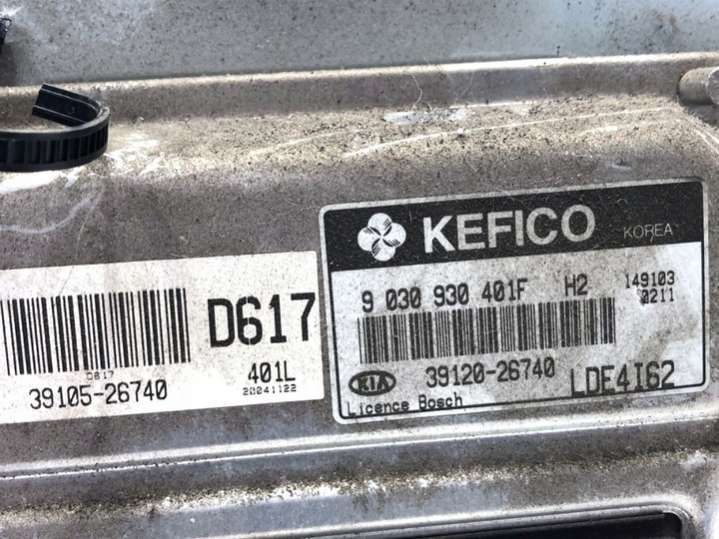 D617
D617
39105-26740
401L
20041122
KEFICO KOREA
9 030 930 401F H2
149103
0211
KIA
39120-26740
LDE4I62
Licence Bosch